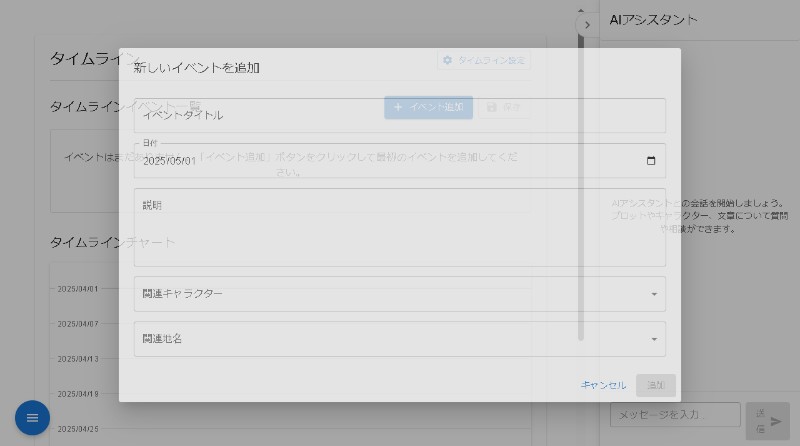 AIアシスタント
タイムライン
タイムライン設定
新しいイベントを追加
タイムラインイベント一覧
イベント追加
保存
イベントタイトル
日付
2025/05/01
イベントはまだありません。「イベント追加」ボタンをクリックして最初のイベントを追加してくだ
さい。
説明
AIアシスタントとの会話を開始しましょう。
プロットやキャラクター、文章について質問
や相談ができます。
タイムラインチャート
関連キャラクター
関連地名
2025/04/01
2025/04/07
2025/04/13
2025/04/19
2025/04/25
キャンセル
追加
メッセージを入力...
送
信